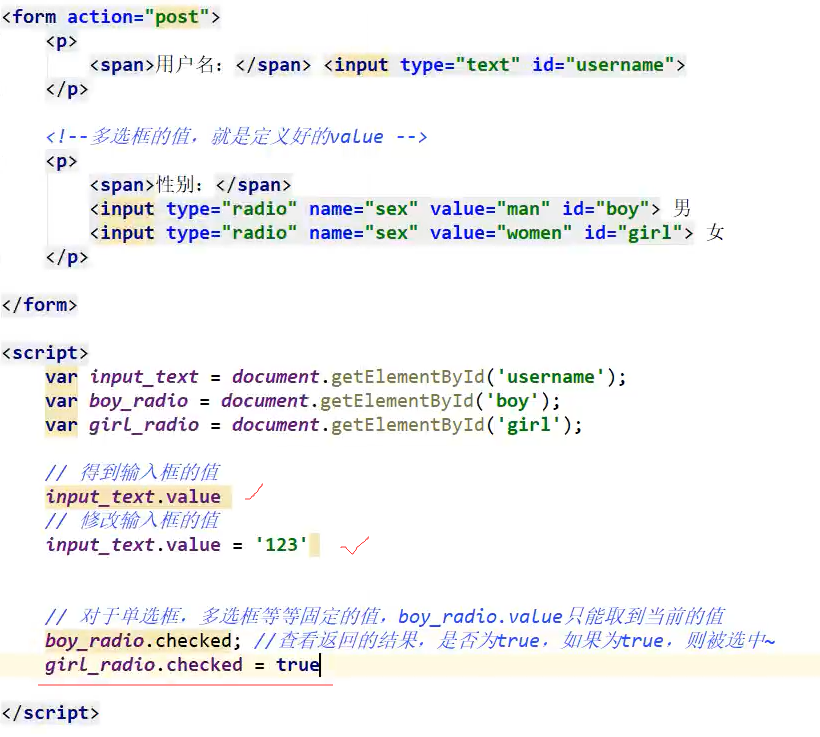 <form action="post">
<p>
<span>用户名：</span> <input type="text" id="username">
</p>
<!--多选框的值，就是定义好的value -->
<p>
<span>性别：</span>
<input type="radio" name="sex" value="man" id="boy"> 男
<input type="radio" name="sex" value="women" id="girl"> 女
</p>
</form>
<script>
var input_text = document.getElementById('username');
var boy_radio = document.getElementById('boy');
var girl_radio = document.getElementById('girl');
// 得到输入框的值
input_text.value
// 修改输入框的值
input_text.value = '123'
// 对于单选框，多选框等等固定的值，boy_radio.value只能取到当前的值
boy_radio.checked; //查看返回的结果，是否为true，如果为true，则被选中~
girl_radio.checked = true
</script>